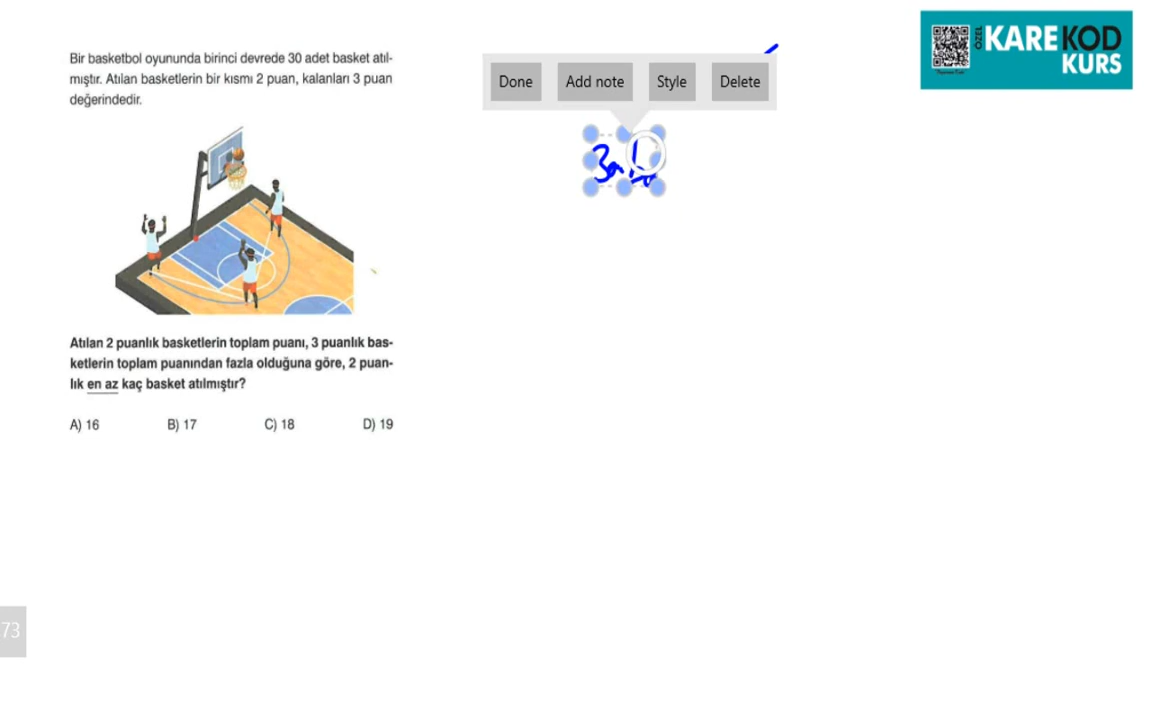 Bir basketbol oyununda birinci devrede 30 adet basket atıl-
mıştır. Atılan basketlerin bir kısmı 2 puan, kalanları 3 puan
değerindedir.
Atılan 2 puanlık basketlerin toplam puanı, 3 puanlık bas-
ketlerin toplam puanından fazla olduğuna göre, 2 puan-
lık en az kaç basket atılmıştır?
A) 16 B) 17 C) 18 D) 19
Done Add note Style Delete
ÖZEL
KAREKOD
KURS
73